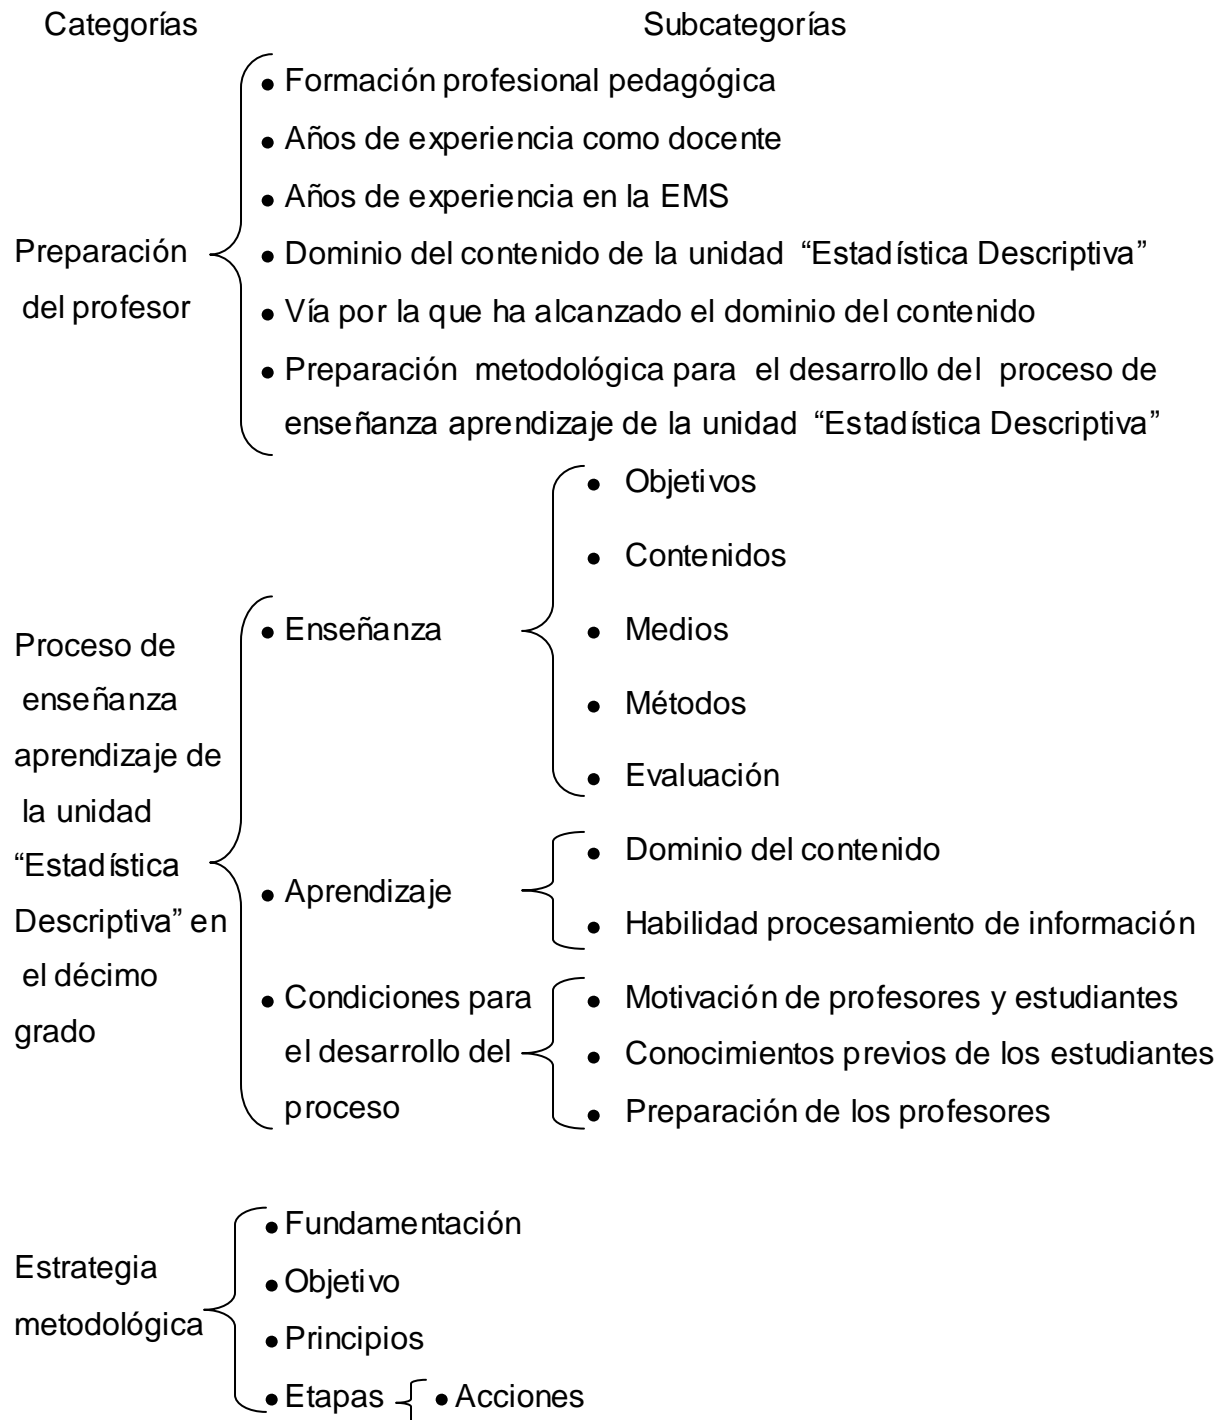 Categorías Subcategorías
• Formación profesional pedagógica
• Años de experiencia como docente
• Años de experiencia en la EMS
Preparación
del profesor
• Dominio del contenido de la unidad “Estadística Descriptiva”
• Vía por la que ha alcanzado el dominio del contenido
• Preparación metodológica para el desarrollo del proceso de
enseñanza aprendizaje de la unidad “Estadística Descriptiva”
Proceso de
enseñanza
aprendizaje de
la unidad
“Estadística
Descriptiva” en
el décimo
grado
• Enseñanza
• Objetivos
• Contenidos
• Medios
• Métodos
• Evaluación
• Aprendizaje
• Dominio del contenido
• Habilidad procesamiento de información
• Condiciones para
el desarrollo del
proceso
• Motivación de profesores y estudiantes
• Conocimientos previos de los estudiantes
• Preparación de los profesores
Estrategia
metodológica
• Fundamentación
• Objetivo
• Principios
• Etapas
• Acciones